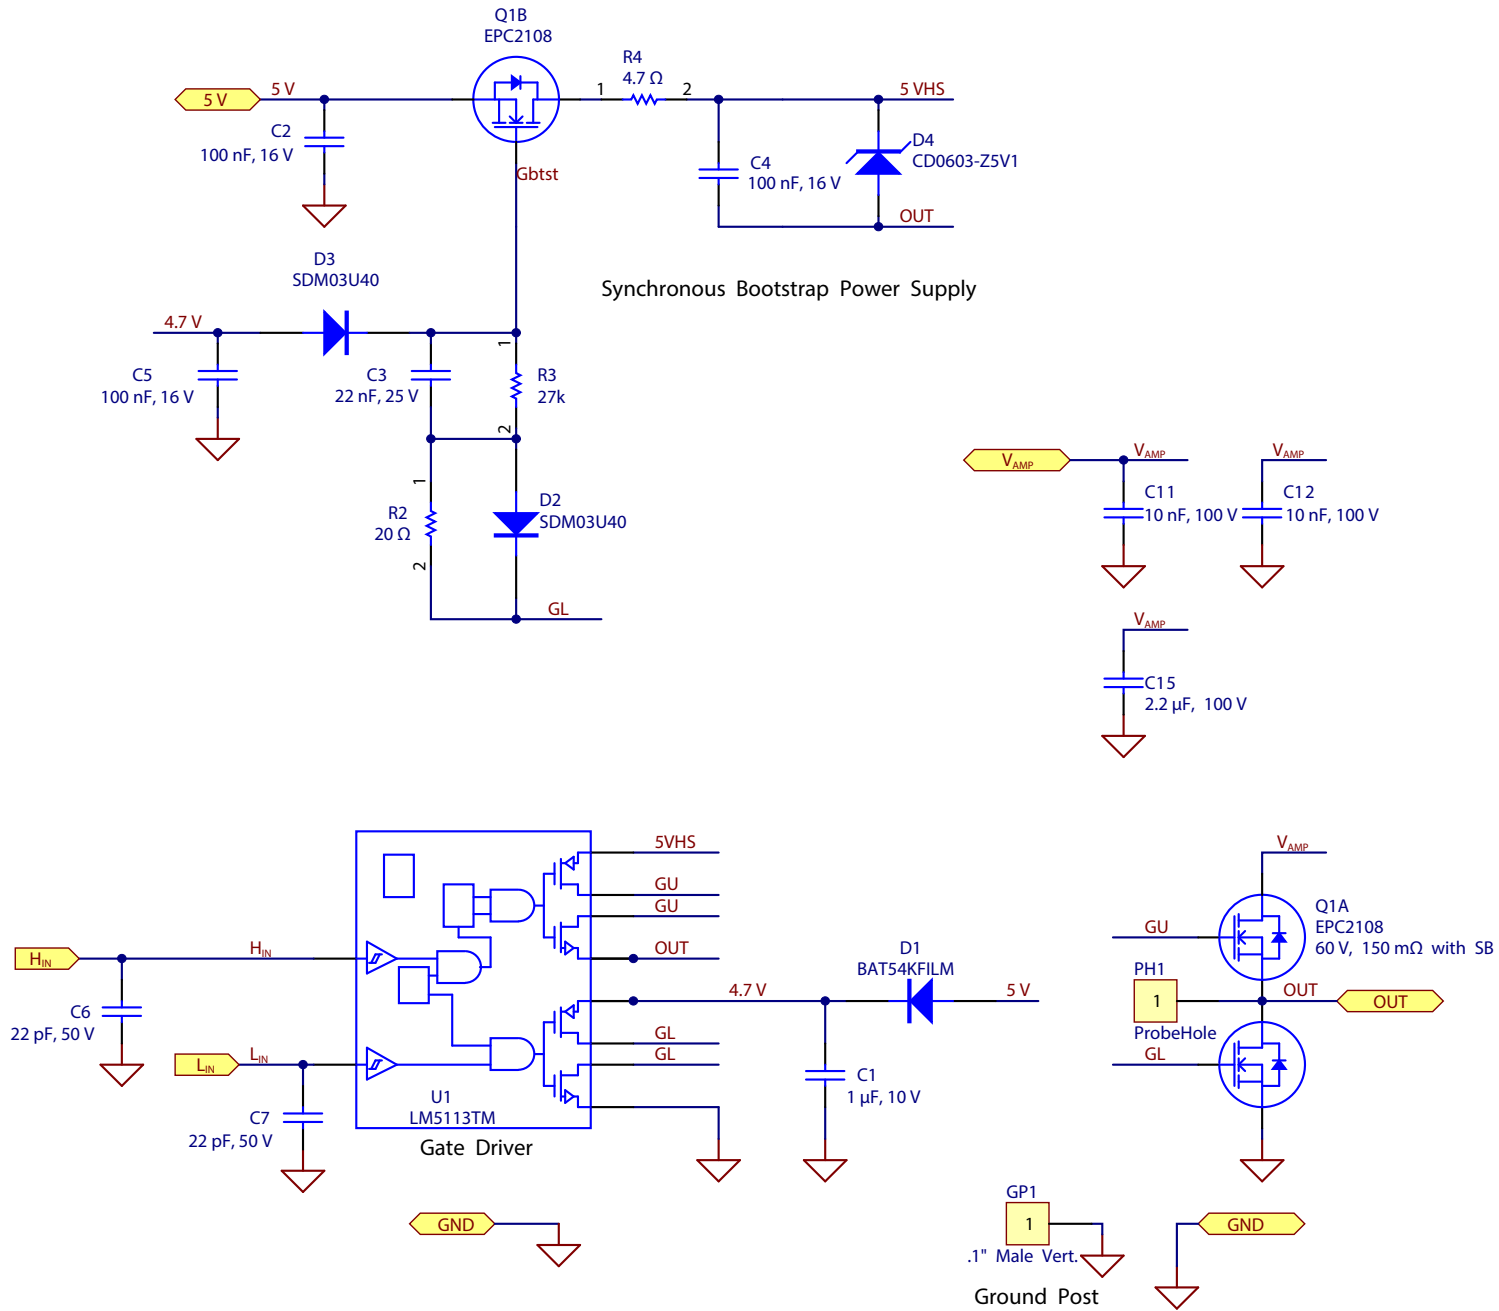 Q1B
EPC2108
5 V
5 V
C2
100 nF, 16 V
R4
4.7 Ω
1
2
5 VHS
D4
CD0603-Z5V1
C4
100 nF, 16 V
OUT
Gbtst
Synchronous Bootstrap Power Supply
D3
SDM03U40
4.7 V
C5
100 nF, 16 V
C3
22 nF, 25 V
1
R3
27k
2
1
R2
20 Ω
2
D2
SDM03U40
GL
VAMP
VAMP
C11
10 nF, 100 V
VAMP
C12
10 nF, 100 V
VAMP
C15
2.2 µF, 100 V
HIN
HIN
C6
22 pF, 50 V
LIN
LIN
C7
22 pF, 50 V
U1
LM5113TM
Gate Driver
5VHS
GU
GU
OUT
4.7 V
GL
GL
D1
BAT54KFILM
5 V
C1
1 µF, 10 V
VAMP
Q1A
EPC2108
60 V, 150 mΩ with SB
GU
PH1
1
ProbeHole
OUT
OUT
GL
GND
GP1
1
.1" Male Vert.
Ground Post
GND